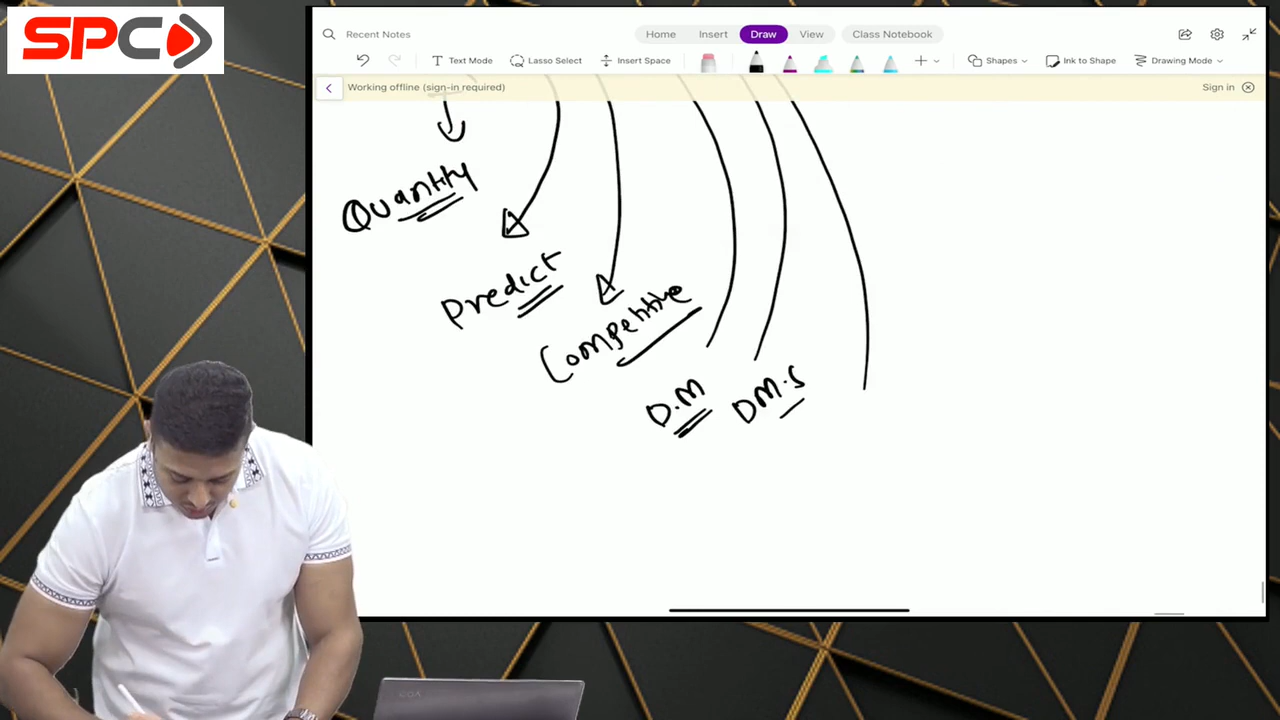 SPC
Recent Notes
Home Insert Draw View Class Notebook
Text Mode Lasso Select Insert Space Shapes Ink to Shape Drawing Mode
Working offline (sign-in required) Sign in
Quantity
Predict
Competitive
D.M DM.S